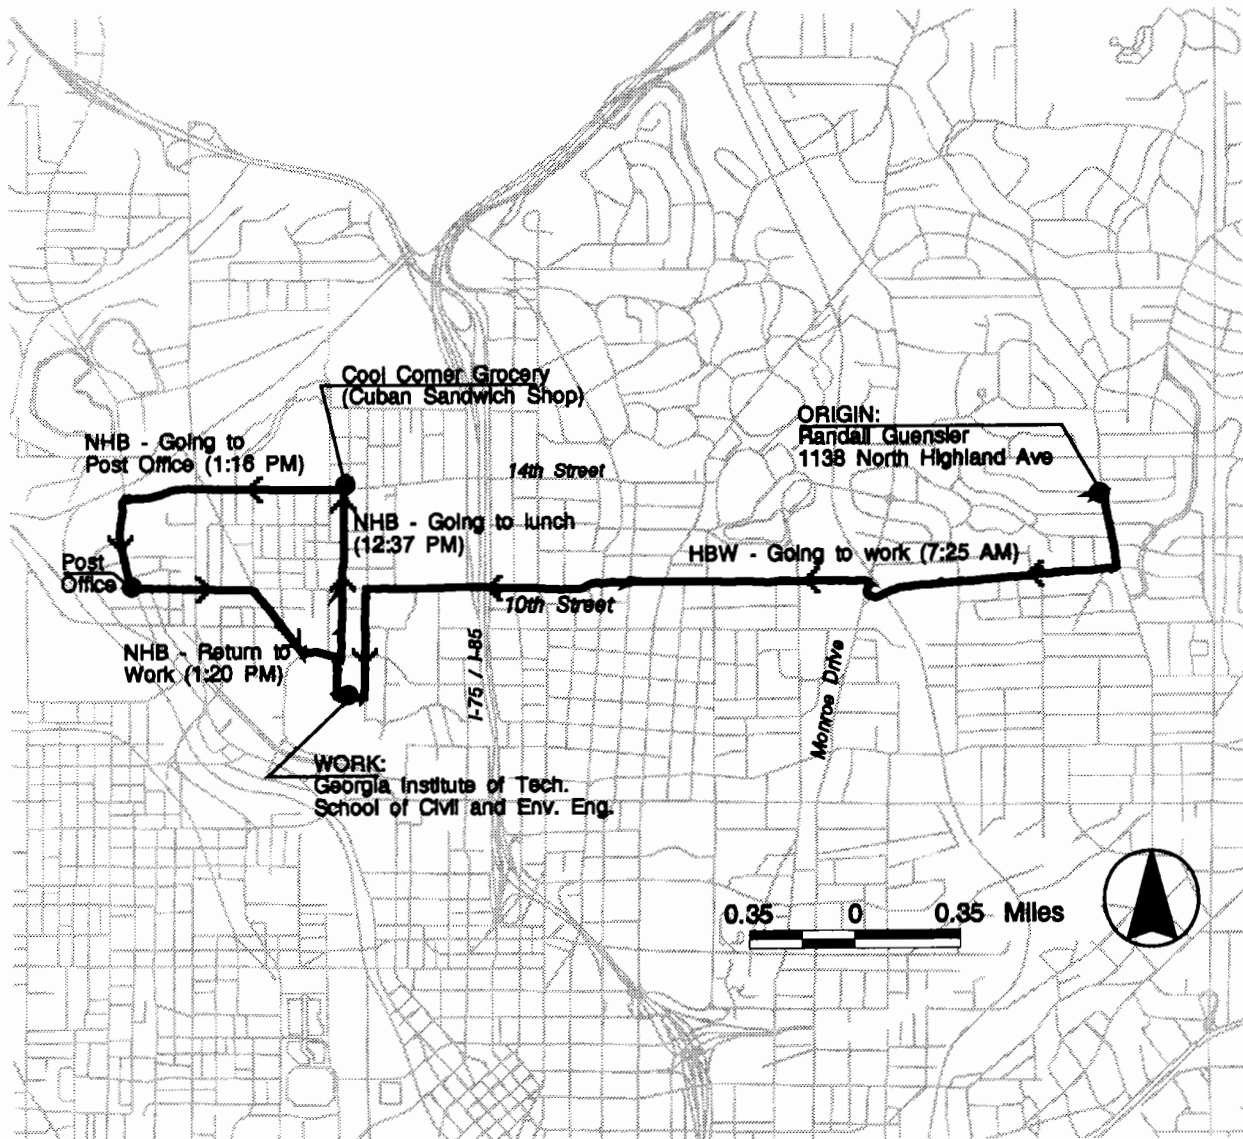 Cool Corner Grocery
(Cuban Sandwich Shop)
ORIGIN:
Randall Guensler
1138 North Highland Ave
NHB - Going to
Post Office (1:16 PM)
14th Street
NHB - Going to lunch
(12:37 PM)
HBW - Going to work (7:25 AM)
Post
Office
10th Street
NHB - Return to
Work (1:20 PM)
I-75 / I-85
Monroe Drive
WORK:
Georgia Institute of Tech.
School of Civil and Env. Eng.
0.35 0 0.35 Miles